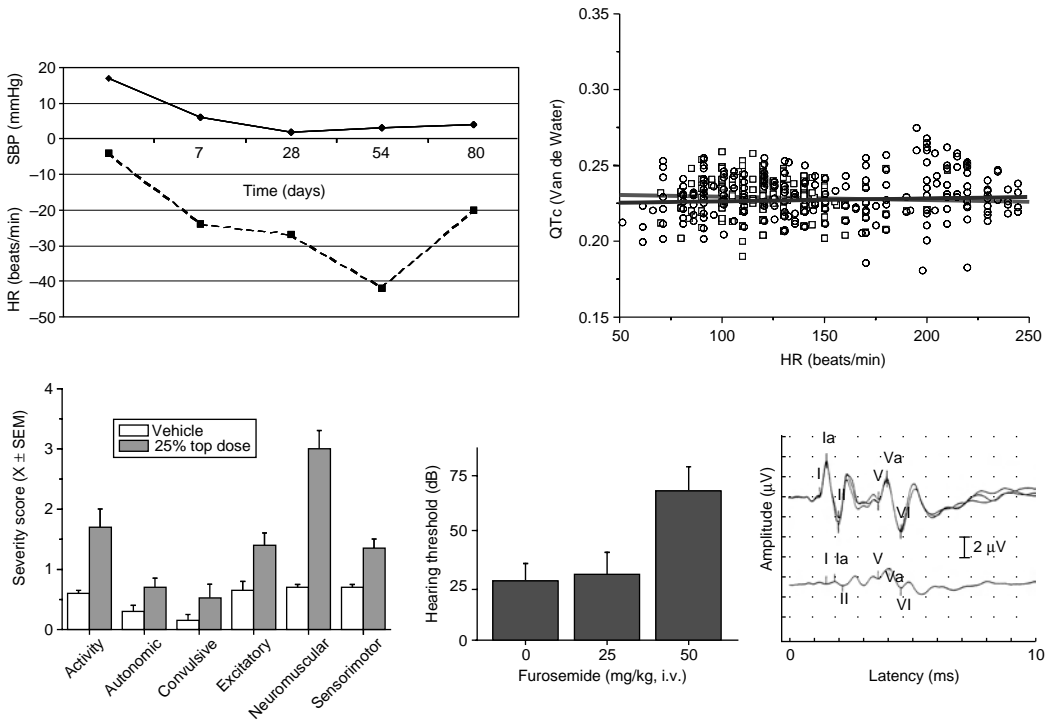 20
10
0
–10
–20
–30
–40
–50
SBP (mmHg)
HR (beats/min)
7 28 54 80
Time (days)
0.35
0.30
0.25
0.20
0.15
QTc (Van de Water)
50 100 150 200 250
HR (beats/min)
4
3
2
1
0
Severity score (X ± SEM)
Vehicle
25% top dose
Activity
Autonomic
Convulsive
Excitatory
Neuromuscular
Sensorimotor
75
50
25
0
Hearing threshold (dB)
0 25 50
Furosemide (mg/kg, i.v.)
Amplitude (μV)
Ia
Va
I
V
II
VI
2 μV
I Ia V
Va
II
VI
0 10
Latency (ms)